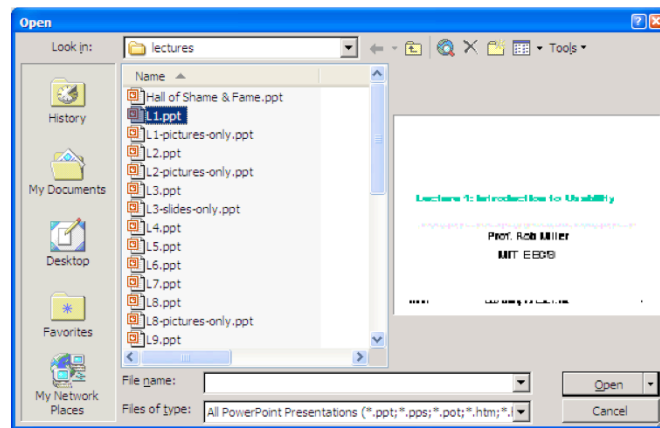 Open
Look in:
lectures
Tools
History
My Documents
Desktop
Favorites
My Network
Places
Name
Hall of Shame & Fame.ppt
L1.ppt
L1-pictures-only.ppt
L2.ppt
L2-pictures-only.ppt
L3.ppt
L3-slides-only.ppt
L4.ppt
L5.ppt
L6.ppt
L7.ppt
L8.ppt
L8-pictures-only.ppt
L9.ppt
Lecture 1: Introduction to Usability
Prof. Rob Miller
MIT EECS
File name:
Open
Files of type:
All PowerPoint Presentations (*.ppt;*.pps;*.pot;*.htm;*.
Cancel